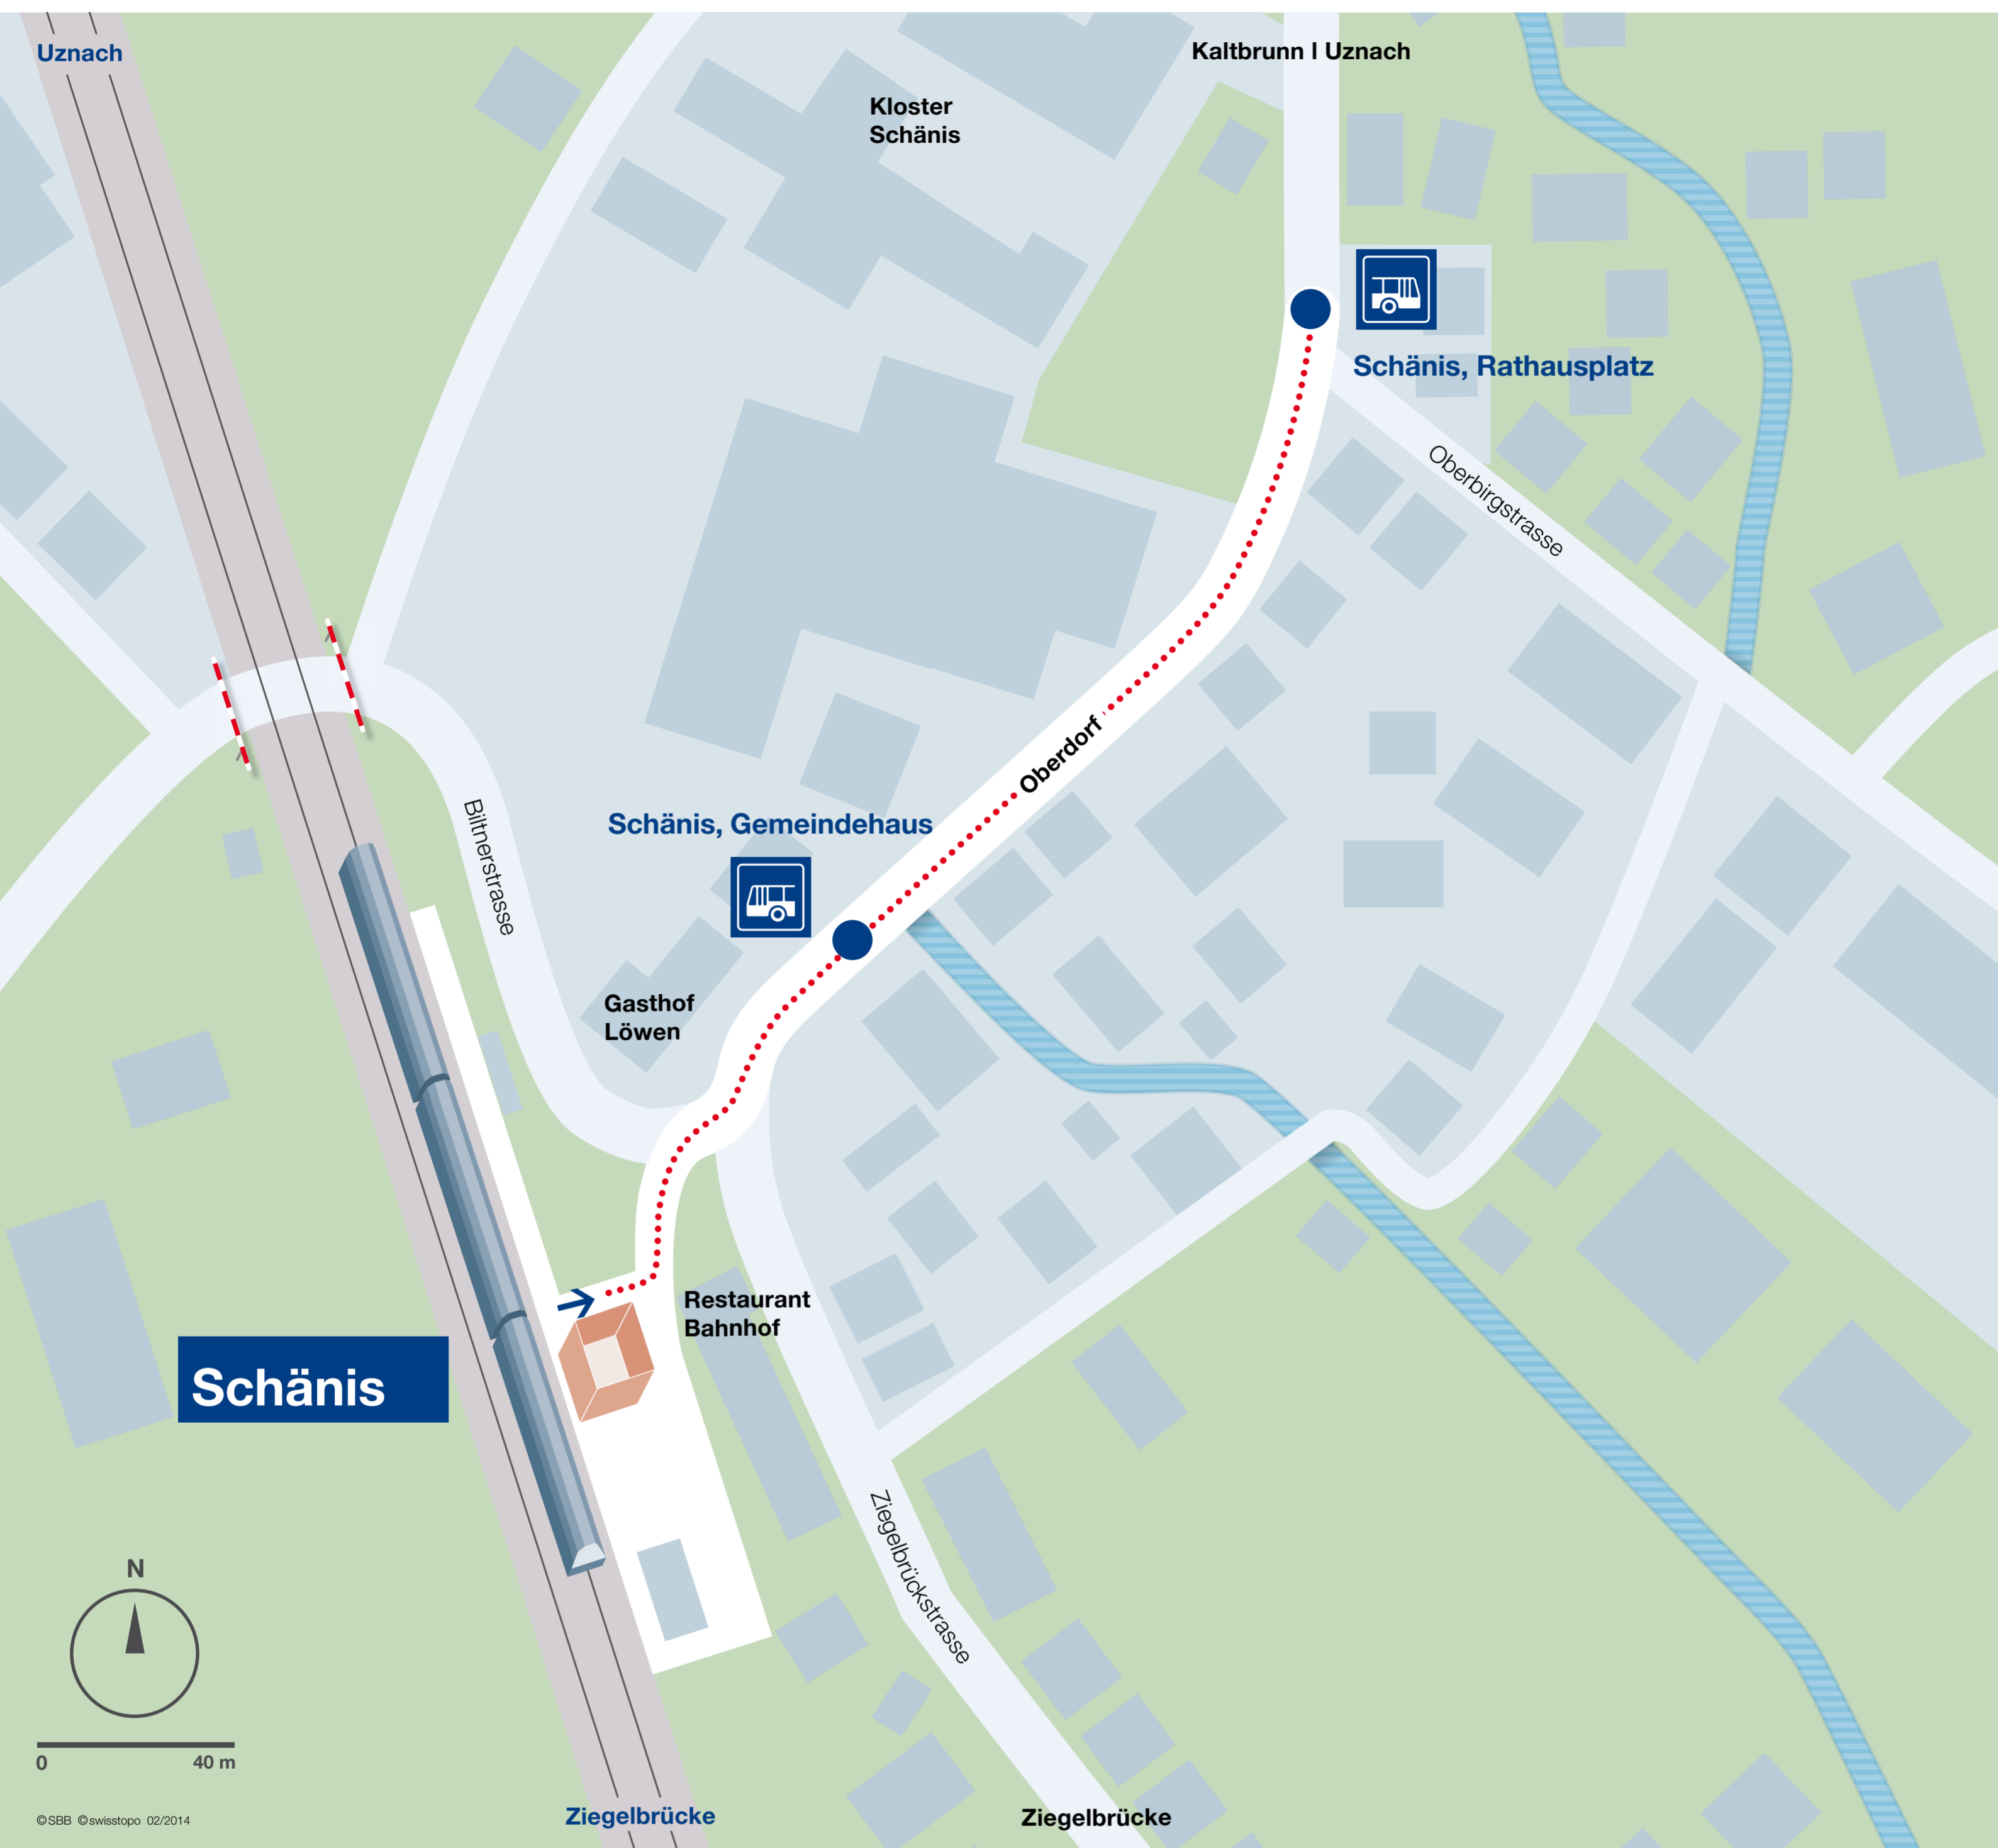 Uznach
Kaltbrunn I Uznach
Kloster
Schänis
Schänis, Rathausplatz
Oberbirgstrasse
Oberdorf
Schänis, Gemeindehaus
Biltnerstrasse
Gasthof
Löwen
Restaurant
Bahnhof
Schänis
Ziegelbrückstrasse
N
0 40 m
©SBB ©swisstopo 02/2014
Ziegelbrücke
Ziegelbrücke